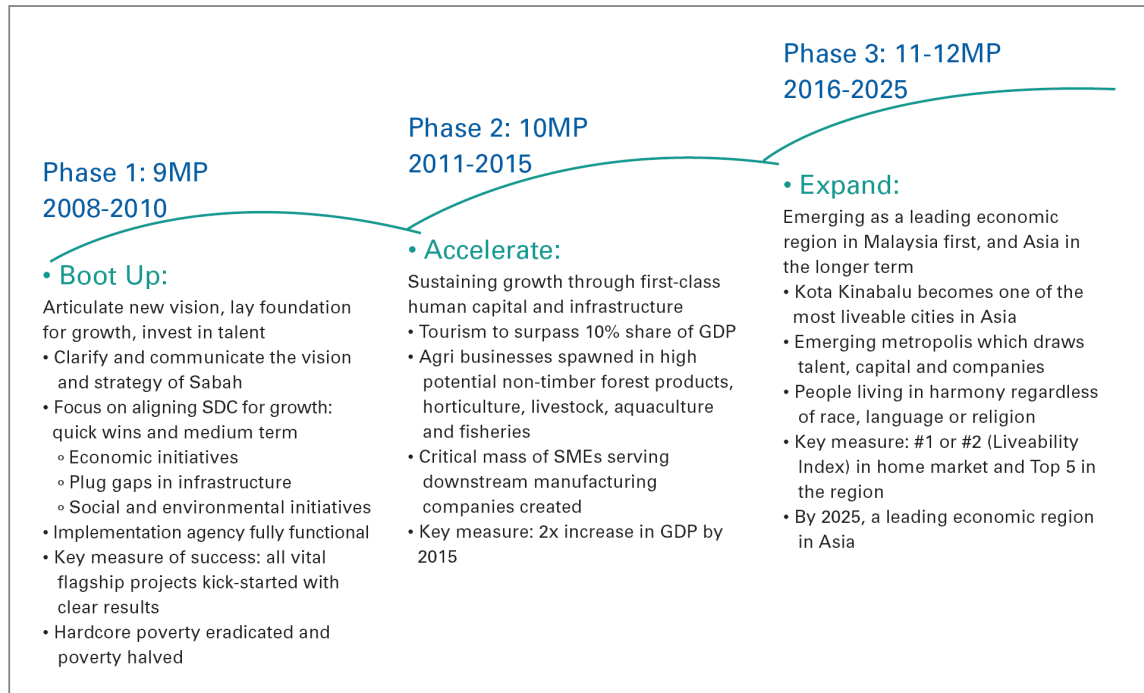 Phase 1: 9MP
2008-2010
• Boot Up:
Articulate new vision, lay foundation
for growth, invest in talent
• Clarify and communicate the vision
and strategy of Sabah
• Focus on aligning SDC for growth:
quick wins and medium term
o Economic initiatives
o Plug gaps in infrastructure
o Social and environmental initiatives
• Implementation agency fully functional
• Key measure of success: all vital
flagship projects kick-started with
clear results
• Hardcore poverty eradicated and
poverty halved
Phase 2: 10MP
2011-2015
• Accelerate:
Sustaining growth through first-class
human capital and infrastructure
• Tourism to surpass 10% share of GDP
• Agri businesses spawned in high
potential non-timber forest products,
horticulture, livestock, aquaculture
and fisheries
• Critical mass of SMEs serving
downstream manufacturing
companies created
• Key measure: 2x increase in GDP by
2015
Phase 3: 11-12MP
2016-2025
• Expand:
Emerging as a leading economic
region in Malaysia first, and Asia in
the longer term
• Kota Kinabalu becomes one of the
most liveable cities in Asia
• Emerging metropolis which draws
talent, capital and companies
• People living in harmony regardless
of race, language or religion
• Key measure: #1 or #2 (Liveability
Index) in home market and Top 5 in
the region
• By 2025, a leading economic region
in Asia